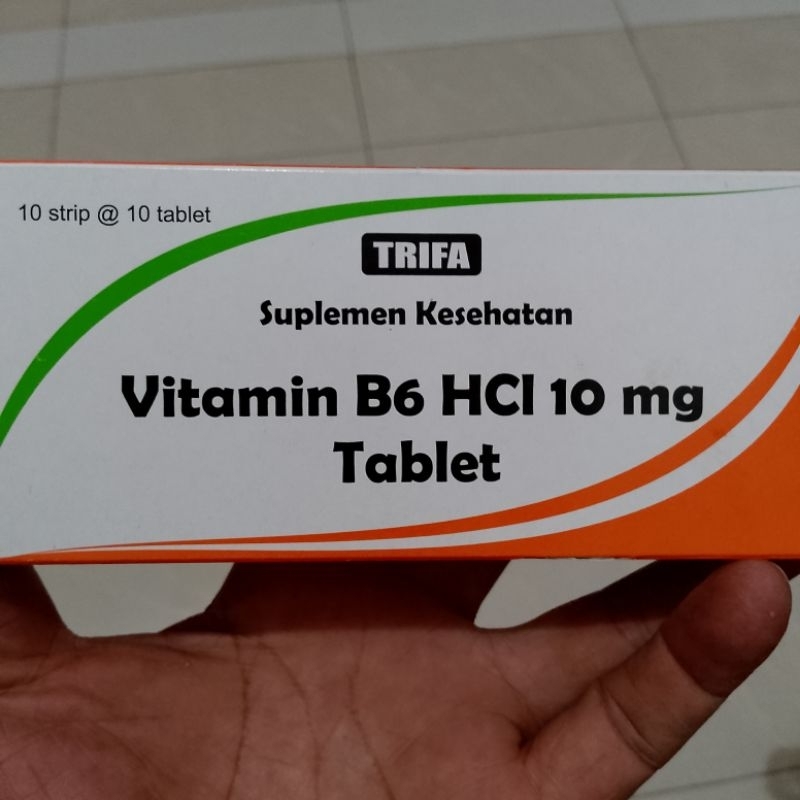 10 strip @ 10 tablet
TRIFA
Suplemen Kesehatan
Vitamin B6 HCl 10 mg
Tablet